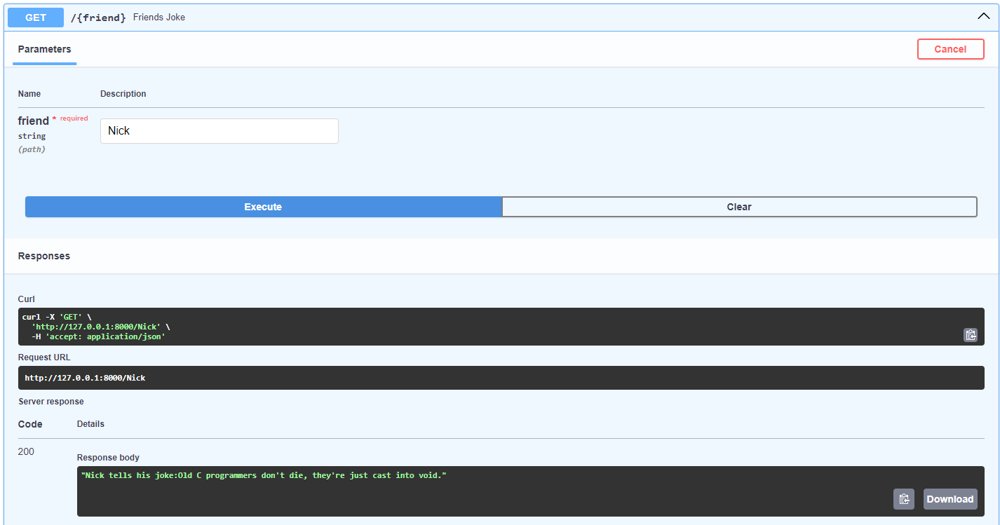 GET /{friend} Friends Joke
Parameters
Cancel
Name Description
friend * required
string
(path)
Nick
Execute
Clear
Responses
Curl
curl -X 'GET' \
'http://127.0.0.1:8000/Nick' \
-H 'accept: application/json'
Request URL
http://127.0.0.1:8000/Nick
Server response
Code Details
200
Response body
"Nick tells his joke:Old C programmers don't die, they're just cast into void."
Download